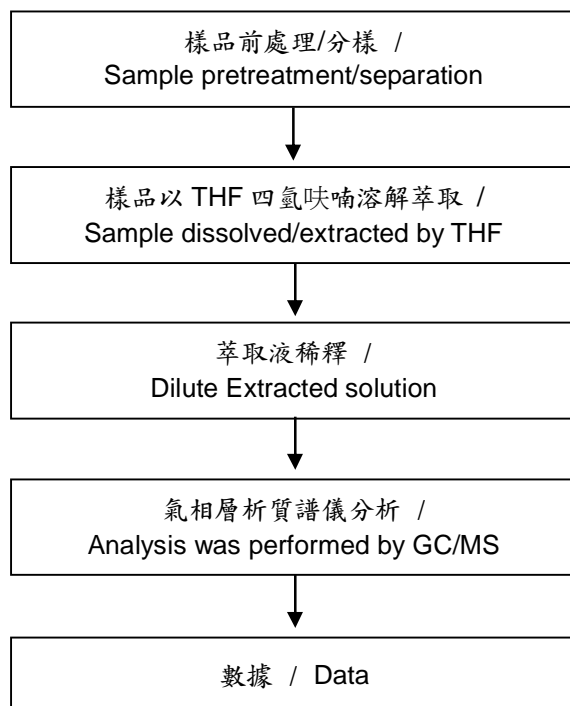 樣品前處理/分樣 /
Sample pretreatment/separation
樣品以 THF 四氫呋喃溶解萃取 /
Sample dissolved/extracted by THF
萃取液稀釋 /
Dilute Extracted solution
氣相層析質譜儀分析 /
Analysis was performed by GC/MS
數據 / Data